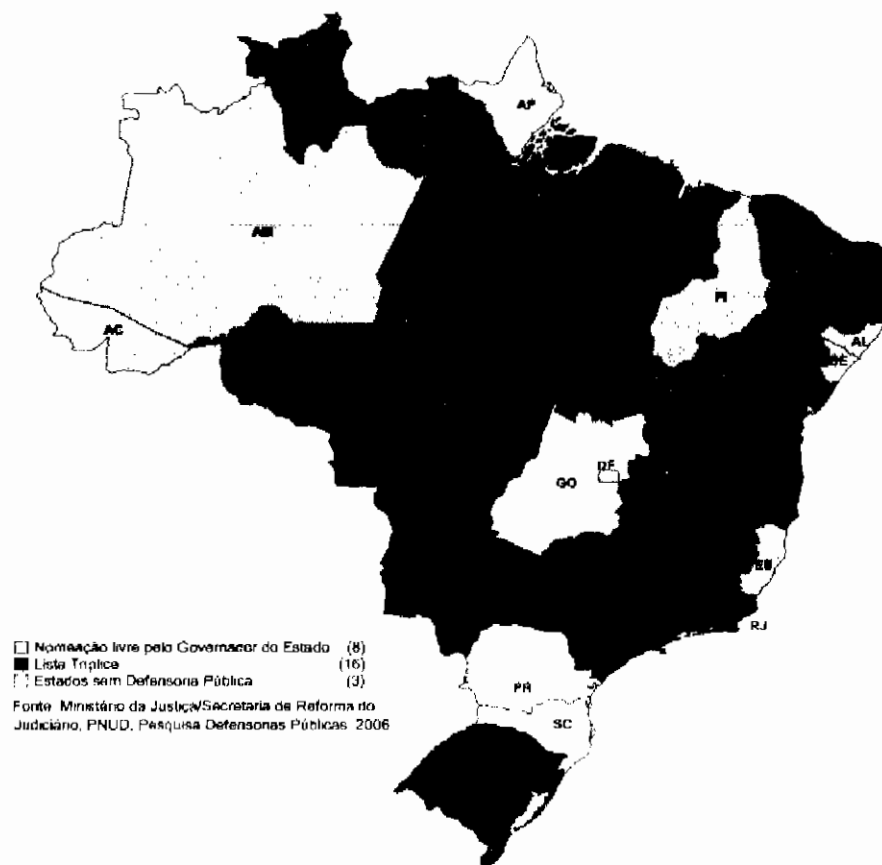 AP
AM
PI
AC
AL
SE
DF
GO
ES
RJ
Nomeação livre pelo Governador do Estado (8)
Lista Tríplice (16)
Estados sem Defensoria Pública (3)
PR
Fonte: Ministério da Justiça/Secretaria de Reforma do
Judiciário, PNUD, Pesquisa Defensorias Públicas, 2006
SC